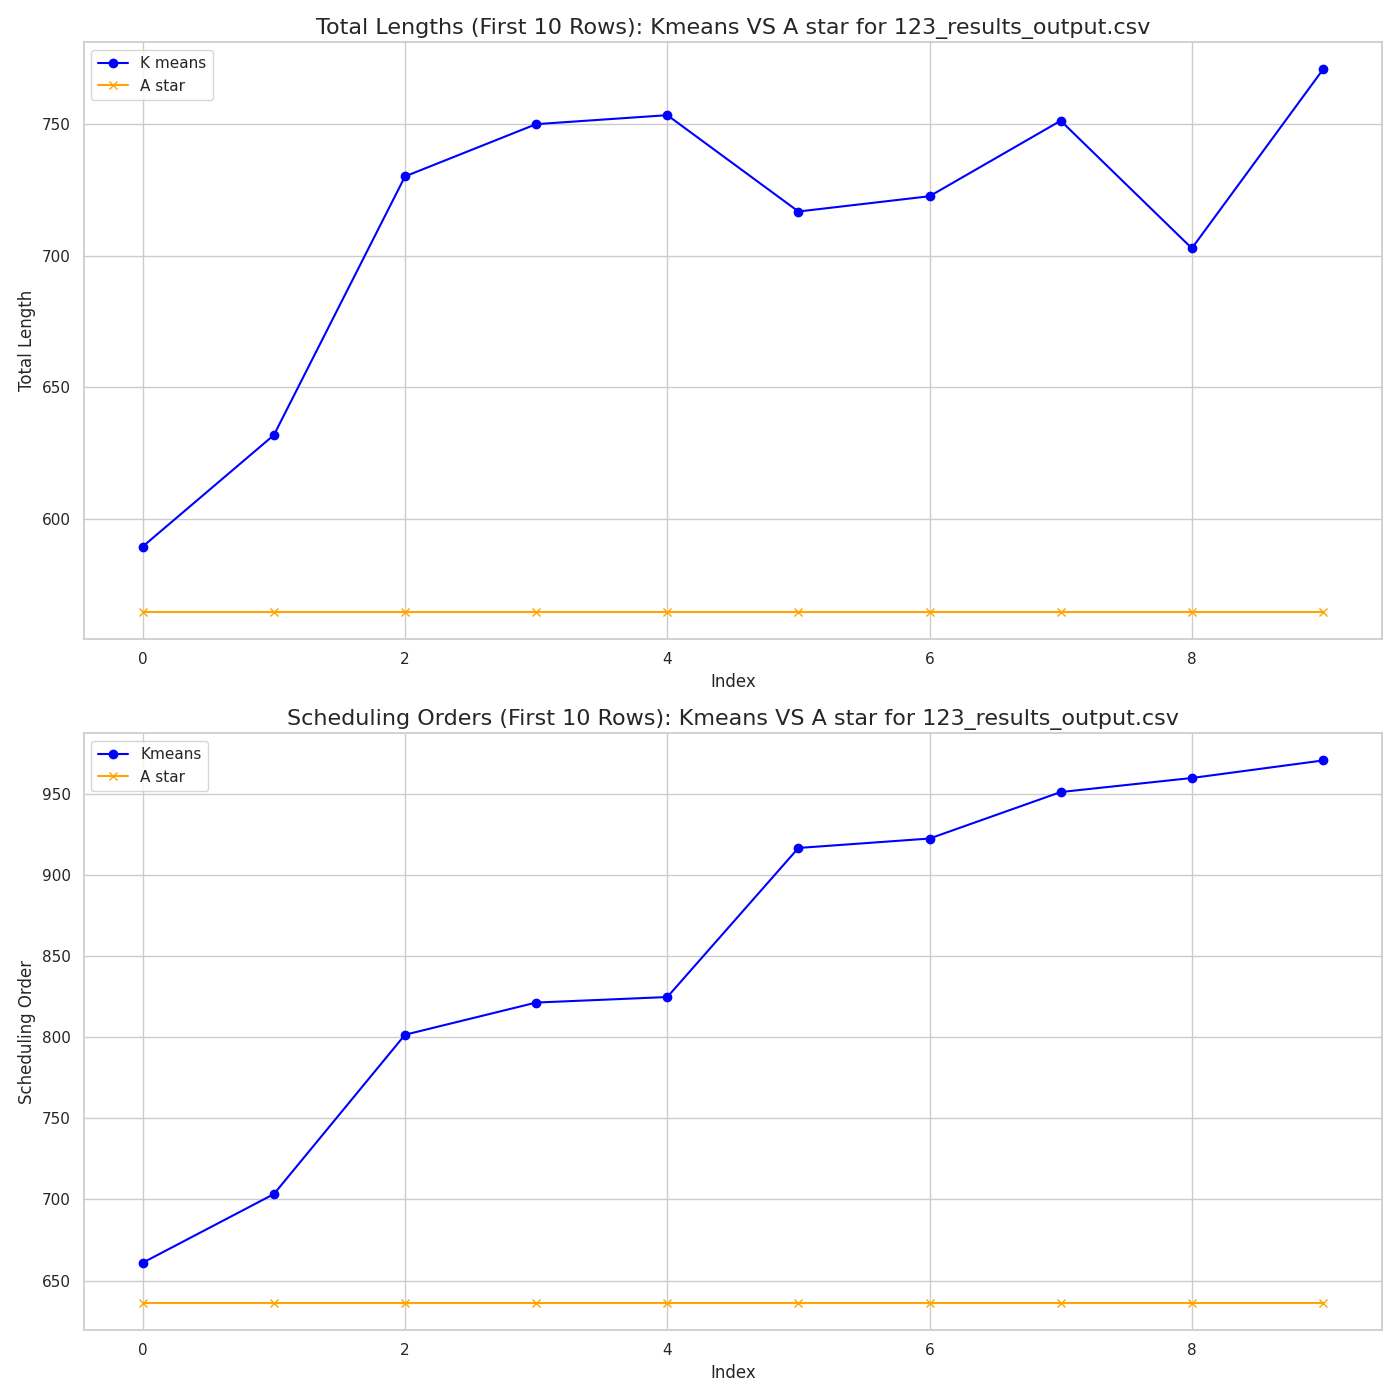 Total Lengths (First 10 Rows): Kmeans VS A star for 123_results_output.csv
K means
A star
750
700
650
600
Total Length
0 2 4 6 8
Index
Scheduling Orders (First 10 Rows): Kmeans VS A star for 123_results_output.csv
Kmeans
A star
950
900
850
800
750
700
650
Scheduling Order
0 2 4 6 8
Index